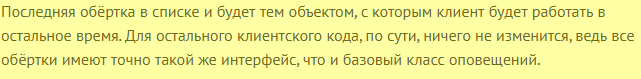 Последняя обёртка в списке и будет тем объектом, с которым клиент будет работать в
остальное время. Для остального клиентского кода, по сути, ничего не изменится, ведь все
обёртки имеют точно такой же интерфейс, что и базовый класс оповещений.